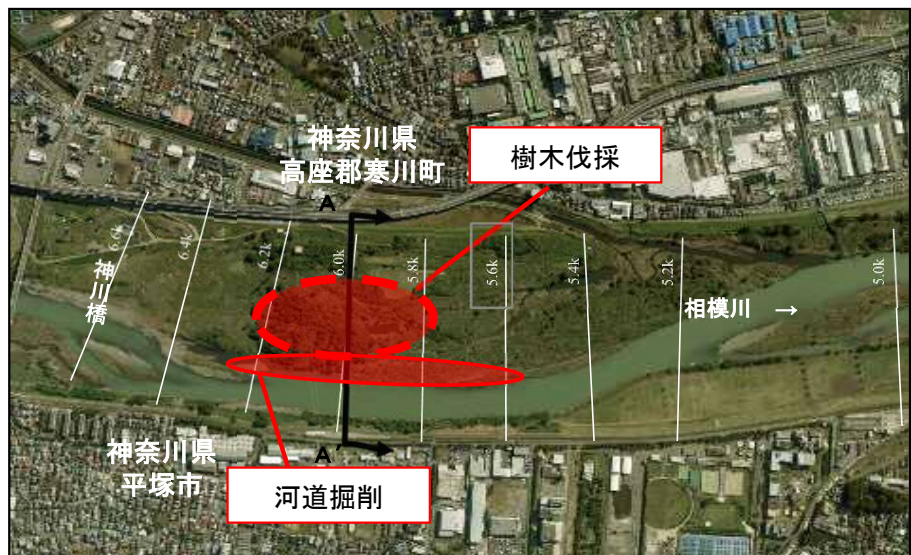 神奈川県
高座郡寒川町
樹木伐採
A
6.6k
6.4k
6.2k
6.0k
5.8k
5.6k
5.4k
5.2k
5.0k
神川橋
相模川 →
神奈川県
平塚市
A'
河道掘削